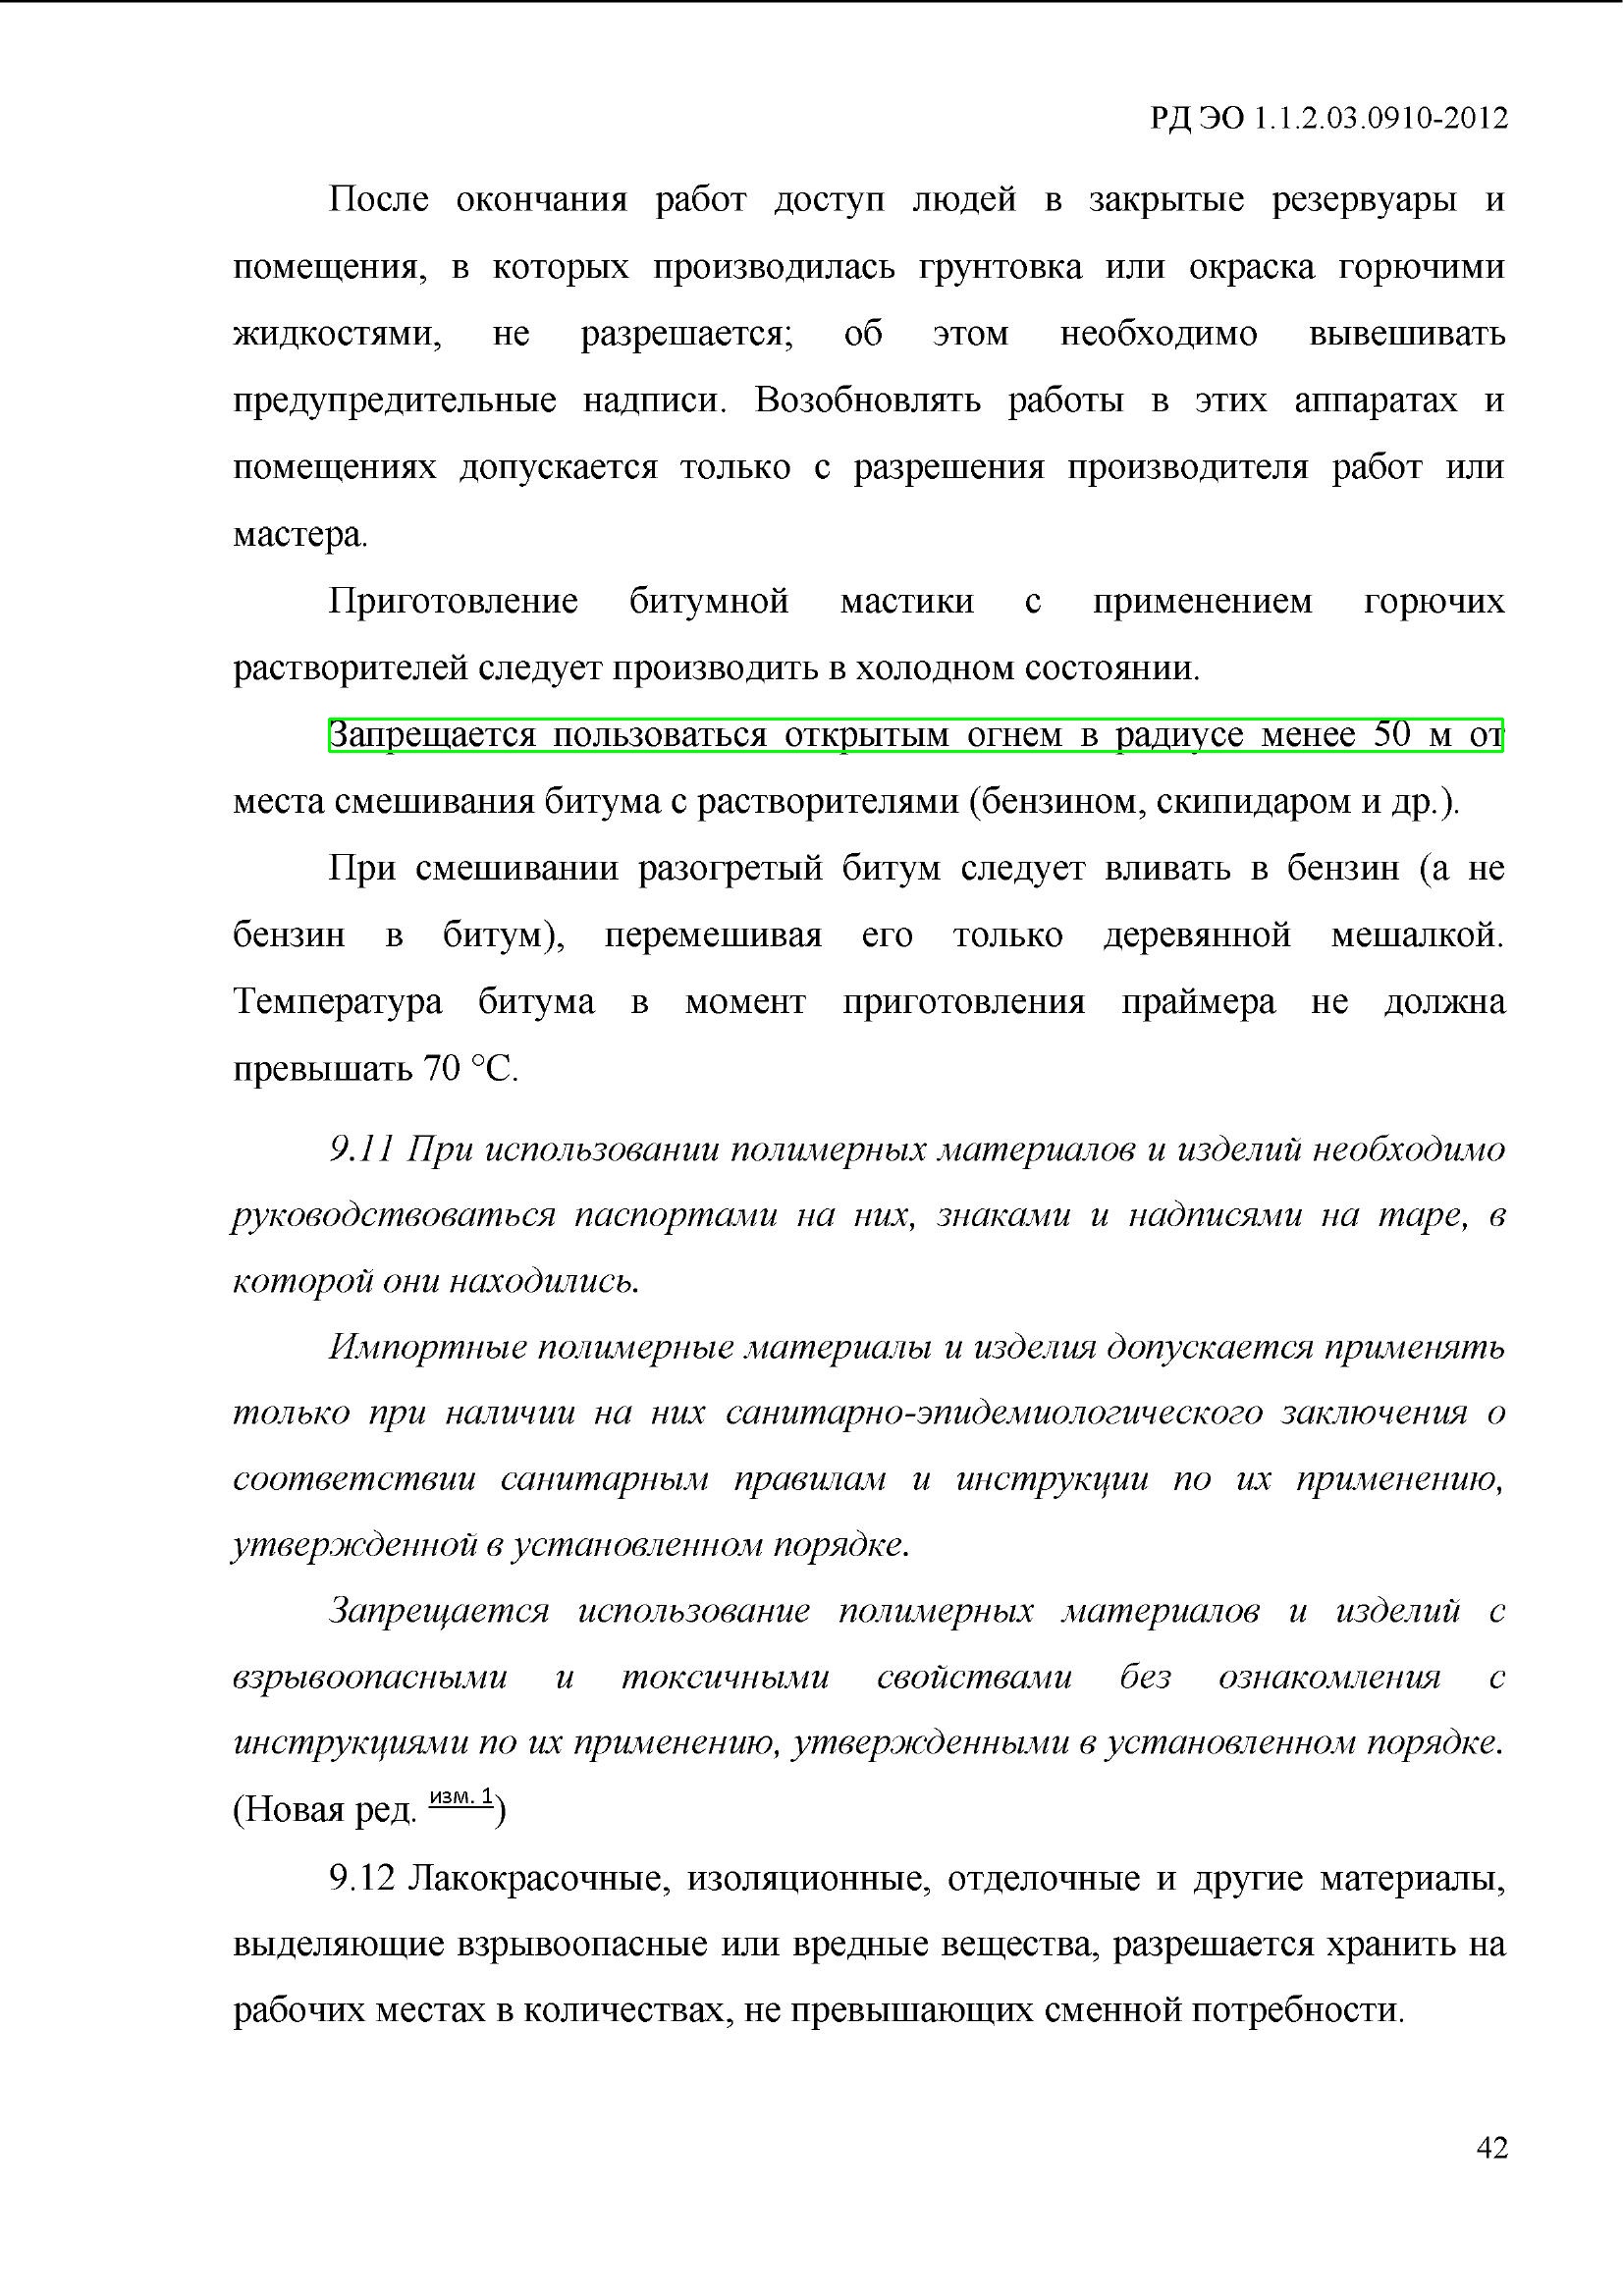 РД ЭО 1.1.2.03.0910-2012
После окончания работ доступ людей в закрытые резервуары и
помещения, в которых производилась грунтовка или окраска горючими
жидкостями, не разрешается; об этом необходимо вывешивать
предупредительные надписи. Возобновлять работы в этих аппаратах и
помещениях допускается только с разрешения производителя работ или
мастера.
Приготовление битумной мастики с применением горючих
растворителей следует производить в холодном состоянии.
Запрещается пользоваться открытым огнем в радиусе менее 50 м от
места смешивания битума с растворителями (бензином, скипидаром и др.).
При смешивании разогретый битум следует вливать в бензин (а не
бензин в битум), перемешивая его только деревянной мешалкой.
Температура битума в момент приготовления праймера не должна
превышать 70 °С.
9.11 При использовании полимерных материалов и изделий необходимо
руководствоваться паспортами на них, знаками и надписями на таре, в
которой они находились.
Импортные полимерные материалы и изделия допускается применять
только при наличии на них санитарно-эпидемиологического заключения о
соответствии санитарным правилам и инструкции по их применению,
утвержденной в установленном порядке.
Запрещается использование полимерных материалов и изделий с
взрывоопасными и токсичными свойствами без ознакомления с
инструкциями по их применению, утвержденными в установленном порядке.
(Новая ред. изм. 1)
9.12 Лакокрасочные, изоляционные, отделочные и другие материалы,
выделяющие взрывоопасные или вредные вещества, разрешается хранить на
рабочих местах в количествах, не превышающих сменной потребности.
42